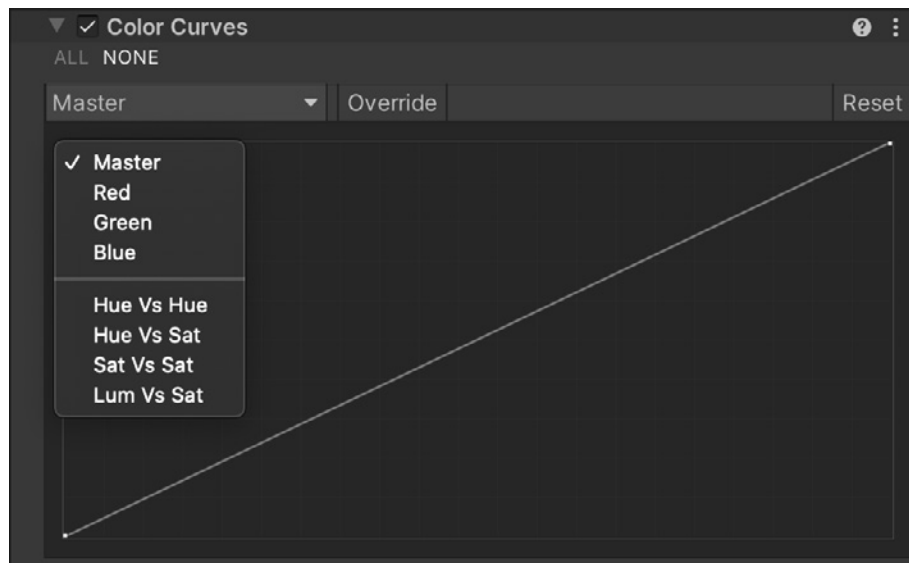 Color Curves
ALL NONE
Master Override Reset
✓ Master
Red
Green
Blue
Hue Vs Hue
Hue Vs Sat
Sat Vs Sat
Lum Vs Sat